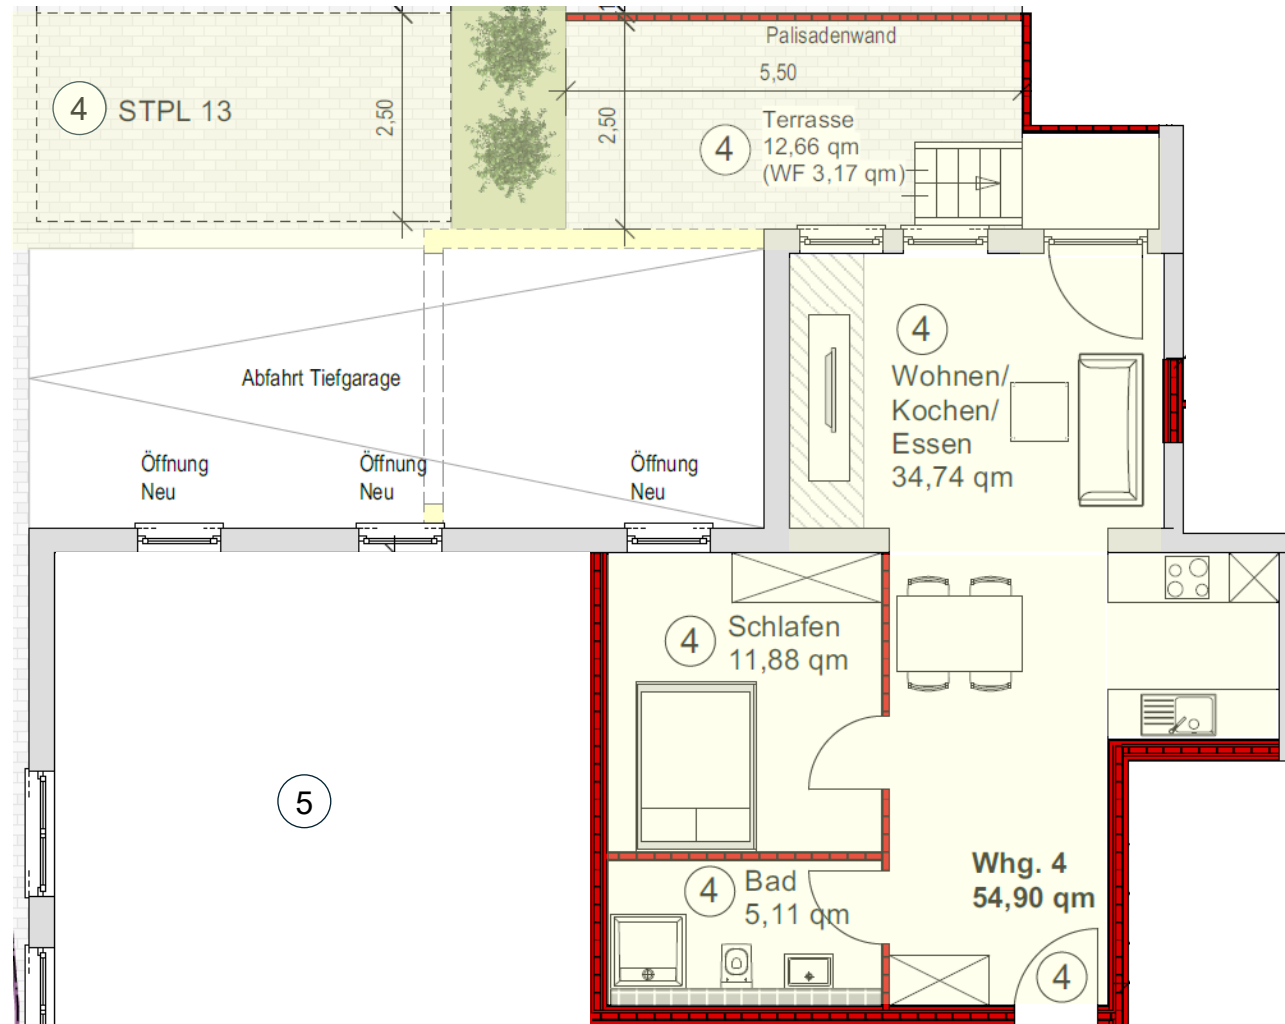 Palisadenwand
5,50
4 STPL 13
2,50
2,50
4
Terrasse
12,66 qm
(WF 3,17 qm)
Abfahrt Tiefgarage
4
Wohnen/
Kochen/
Essen
34,74 qm
Öffnung
Neu
Öffnung
Neu
Öffnung
Neu
4
Schlafen
11,88 qm
5
4
Bad
5,11 qm
Whg. 4
54,90 qm
4